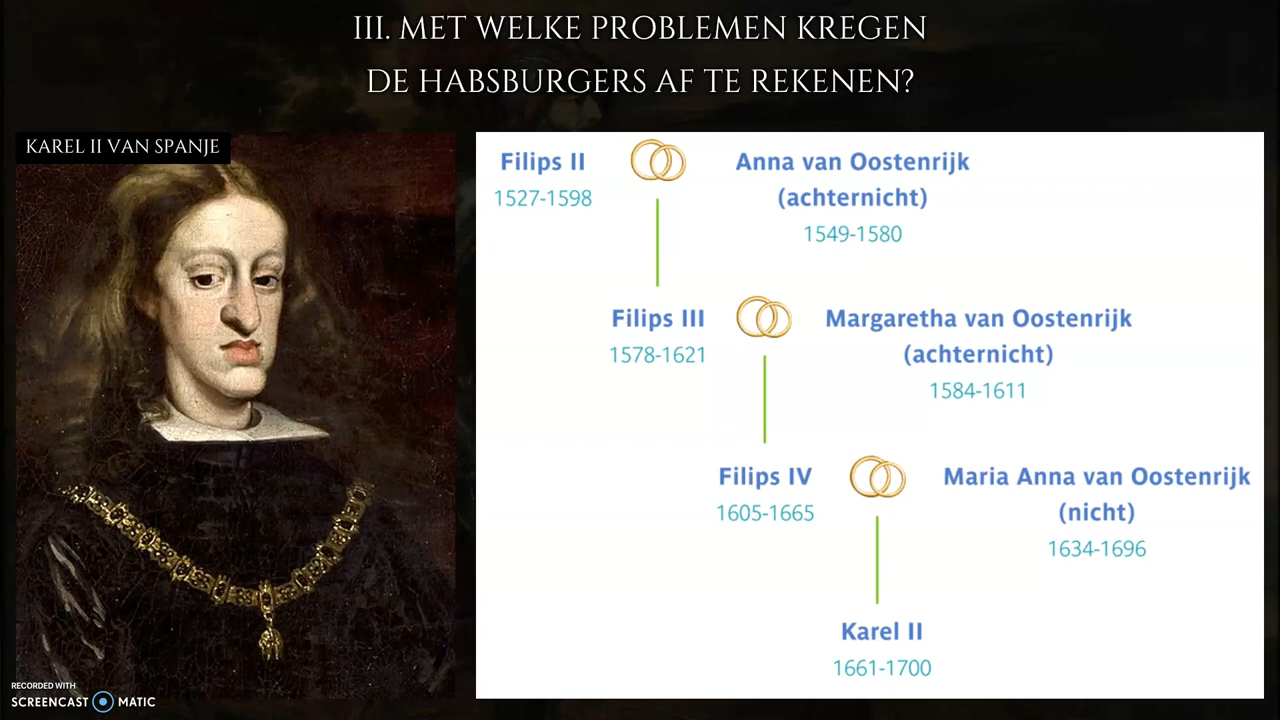 III. MET WELKE PROBLEMEN KREGEN
DE HABSBURGERS AF TE REKENEN?
KAREL II VAN SPANJE
Filips II
1527-1598
Anna van Oostenrijk
(achternicht)
1549-1580
Filips III
1578-1621
Margaretha van Oostenrijk
(achternicht)
1584-1611
Filips IV
1605-1665
Maria Anna van Oostenrijk
(nicht)
1634-1696
Karel II
1661-1700
RECORDED WITH
SCREENCAST MATIC